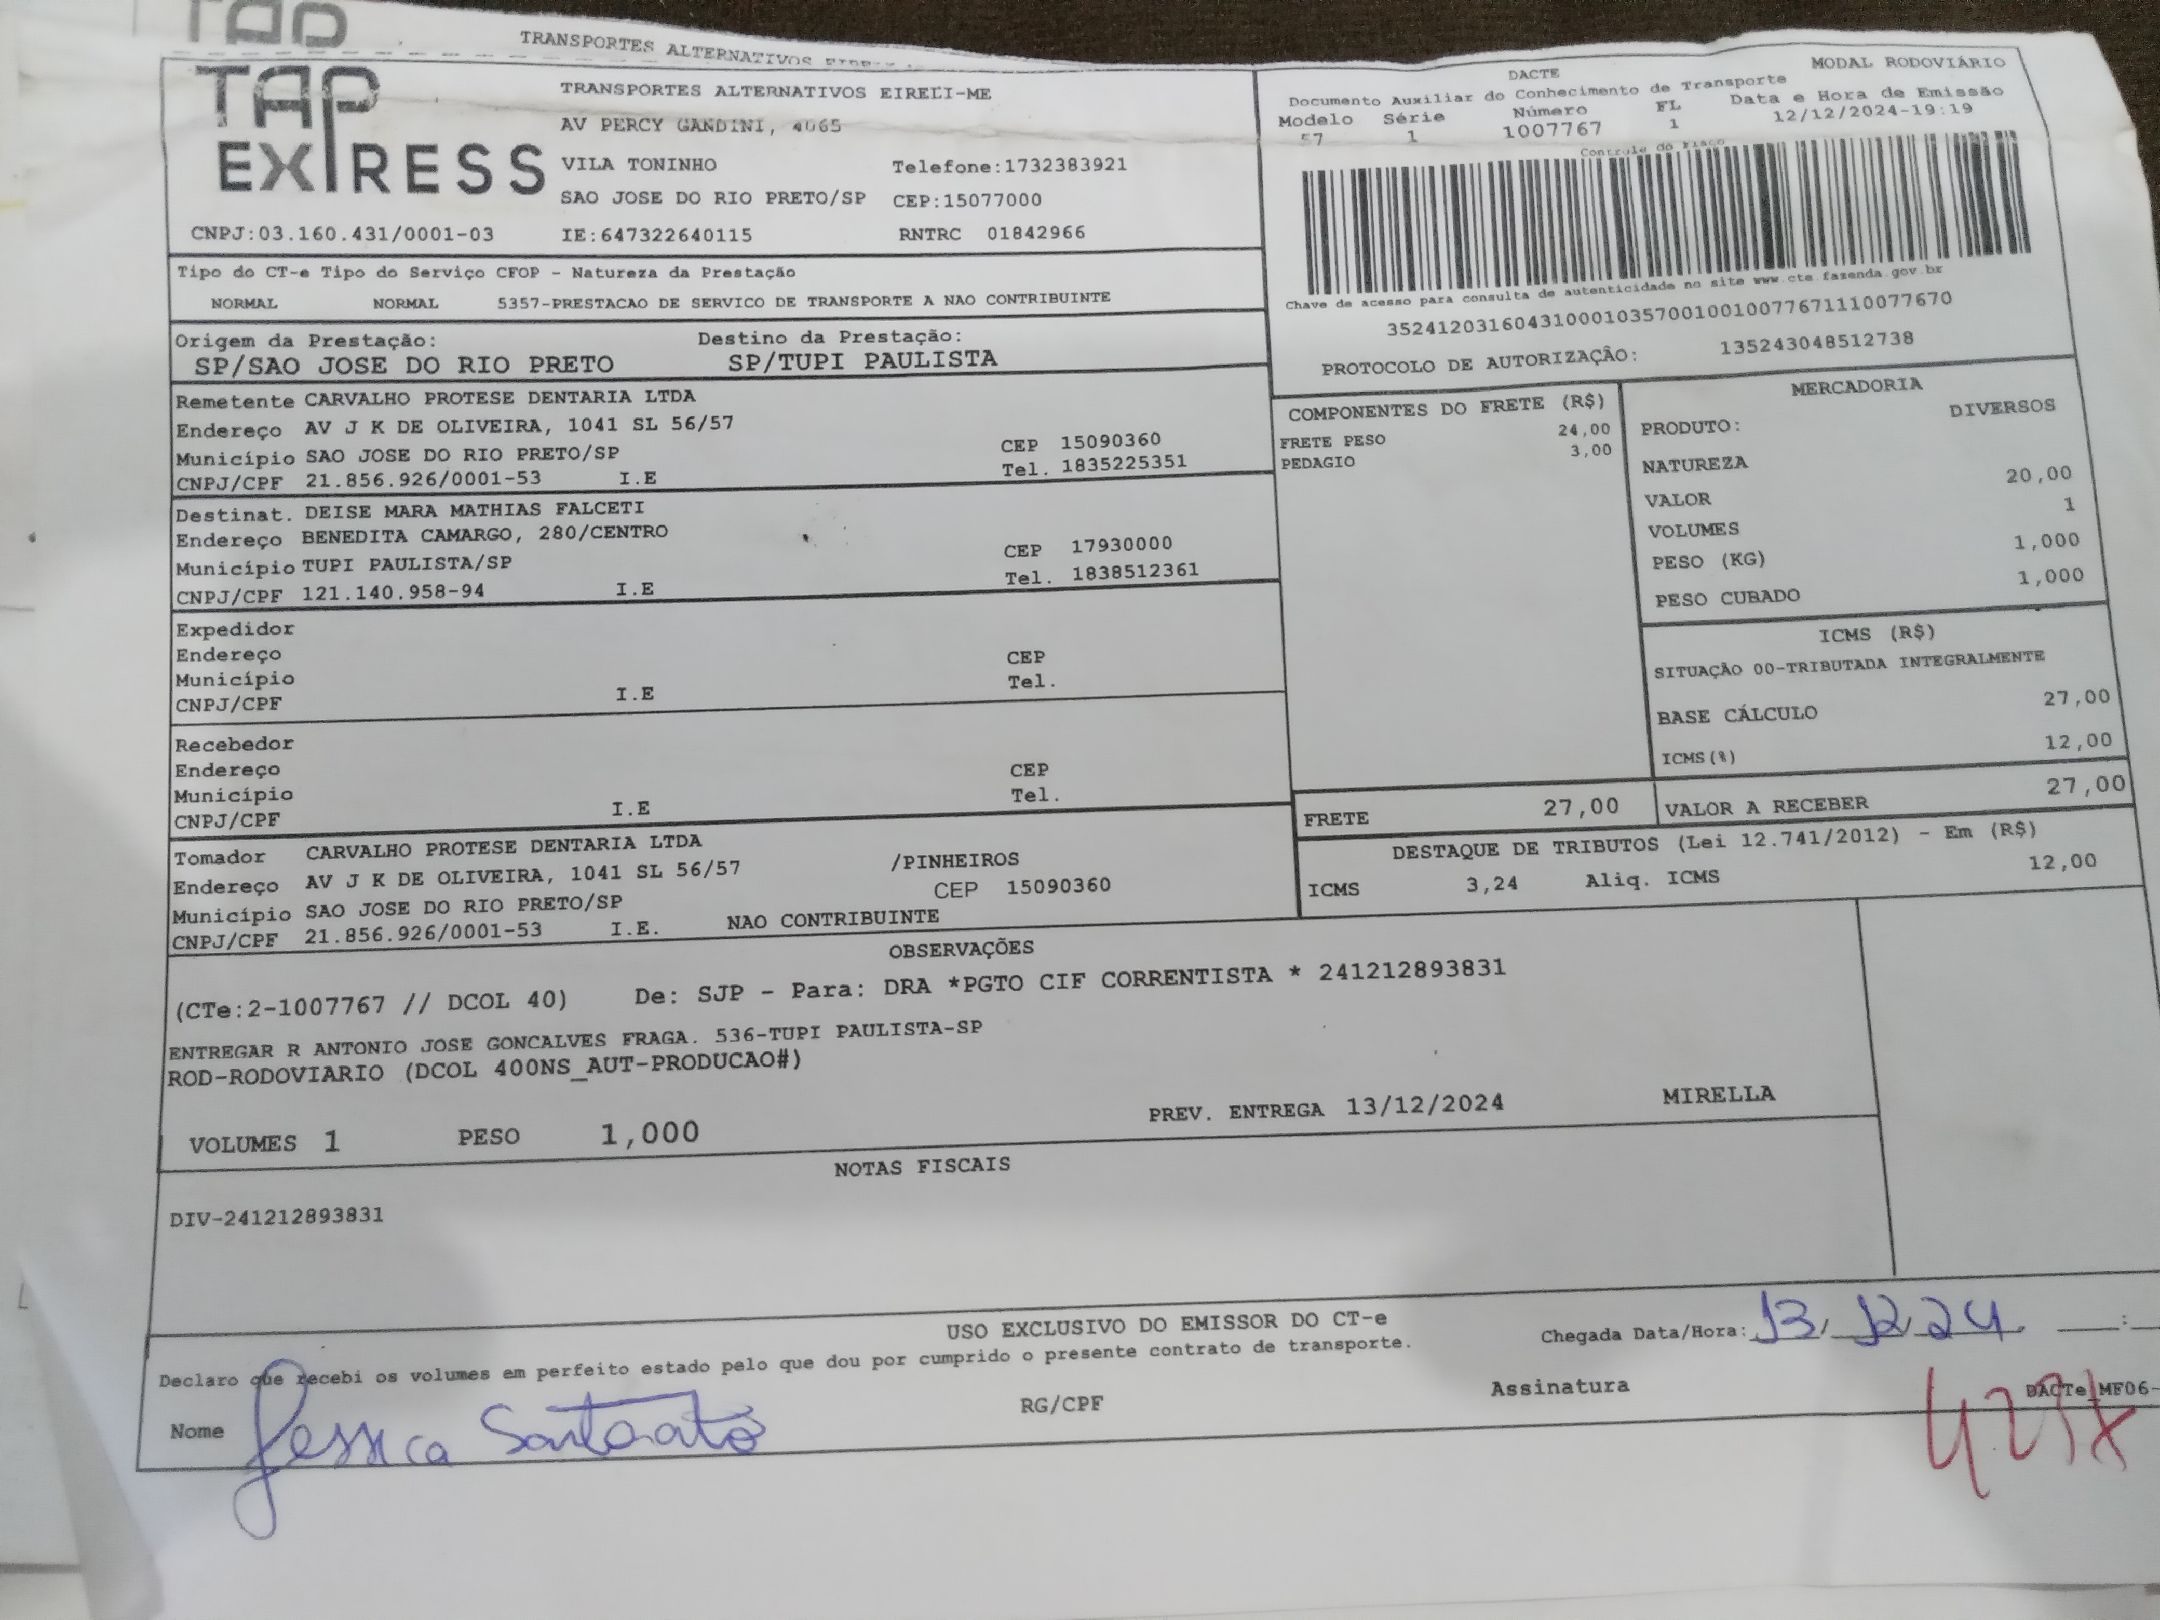 TAP
TRANSPORTES ALTERNATIVOS EIRELI-ME
TAP EXPRESS
TRANSPORTES ALTERNATIVOS EIRELI-ME
AV PERCY GANDINI, 4065
VILA TONINHO Telefone:1732383921
SAO JOSE DO RIO PRETO/SP CEP:15077000
CNPJ:03.160.431/0001-03 IE:647322640115 RNTRC 01842966
DACTE MODAL RODOVIÁRIO
Documento Auxiliar do Conhecimento de Transporte
Modelo Série Número FL Data e Hora de Emissão
57 1 1007767 1 12/12/2024-19:19
Controle do Fisco
Chave de acesso para consulta de autenticidade no site www.cte.fazenda.gov.br
35241203160431000103570010010077671110077670
PROTOCOLO DE AUTORIZAÇÃO: 135243048512738
Tipo do CT-e Tipo do Serviço CFOP - Natureza da Prestação
NORMAL NORMAL 5357-PRESTACAO DE SERVICO DE TRANSPORTE A NAO CONTRIBUINTE
Origem da Prestação: Destino da Prestação:
SP/SAO JOSE DO RIO PRETO SP/TUPI PAULISTA
Remetente CARVALHO PROTESE DENTARIA LTDA
Endereço AV J K DE OLIVEIRA, 1041 SL 56/57
Município SAO JOSE DO RIO PRETO/SP CEP 15090360
CNPJ/CPF 21.856.926/0001-53 I.E Tel. 1835225351
Destinat. DEISE MARA MATHIAS FALCETI
Endereço BENEDITA CAMARGO, 280/CENTRO
Município TUPI PAULISTA/SP CEP 17930000
CNPJ/CPF 121.140.958-94 I.E Tel. 1838512361
Expedidor
Endereço
Município CEP
CNPJ/CPF I.E Tel.
Recebedor
Endereço
Município CEP
CNPJ/CPF I.E Tel.
Tomador CARVALHO PROTESE DENTARIA LTDA
Endereço AV J K DE OLIVEIRA, 1041 SL 56/57 /PINHEIROS
Município SAO JOSE DO RIO PRETO/SP CEP 15090360
CNPJ/CPF 21.856.926/0001-53 I.E. NAO CONTRIBUINTE
COMPONENTES DO FRETE (R$)
FRETE PESO 24,00
PEDAGIO 3,00
MERCADORIA
PRODUTO: DIVERSOS
NATUREZA
VALOR 20,00
VOLUMES 1
PESO (KG) 1,000
PESO CUBADO 1,000
ICMS (R$)
SITUAÇÃO 00-TRIBUTADA INTEGRALMENTE
BASE CÁLCULO 27,00
ICMS(%) 12,00
FRETE 27,00 VALOR A RECEBER 27,00
DESTAQUE DE TRIBUTOS (Lei 12.741/2012) - Em (R$)
ICMS 3,24 Aliq. ICMS 12,00
OBSERVAÇÕES
(CTe:2-1007767 // DCOL 40) De: SJP - Para: DRA *PGTO CIF CORRENTISTA * 241212893831
ENTREGAR R ANTONIO JOSE GONCALVES FRAGA. 536-TUPI PAULISTA-SP
ROD-RODOVIARIO (DCOL 400NS_AUT-PRODUCAO#)
VOLUMES 1 PESO 1,000 PREV. ENTREGA 13/12/2024 MIRELLA
NOTAS FISCAIS
DIV-241212893831
USO EXCLUSIVO DO EMISSOR DO CT-e
Declaro que recebi os volumes em perfeito estado pelo que dou por cumprido o presente contrato de transporte.
Chegada Data/Hora: 13/12/24 :
Nome Jessica RG/CPF Assinatura DACTe_MF06-